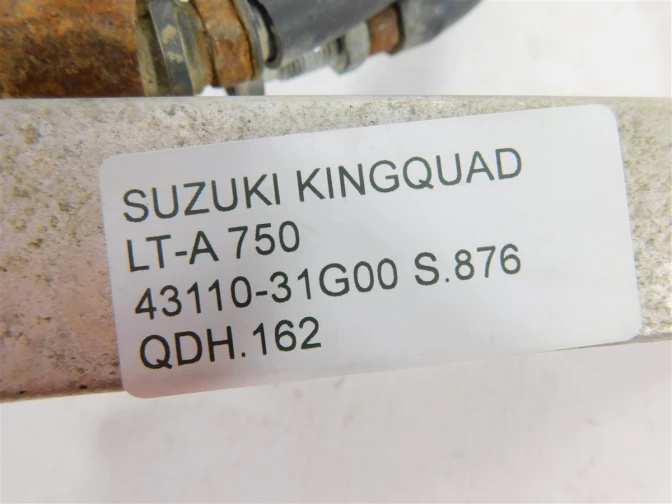 SUZUKI KINGQUAD
LT-A 750
43110-31G00 S.876
QDH.162